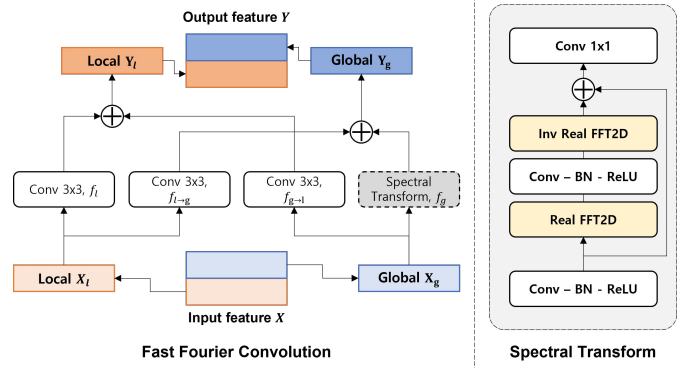 Output feature Y
Local Y_l
Global Y_g
Conv 3x3, f_l
Conv 3x3,
f_{l→g}
Conv 3x3,
f_{g→l}
Spectral
Transform, f_g
Local X_l
Global X_g
Input feature X
Fast Fourier Convolution
Conv 1x1
Inv Real FFT2D
Conv – BN - ReLU
Real FFT2D
Conv – BN - ReLU
Spectral Transform